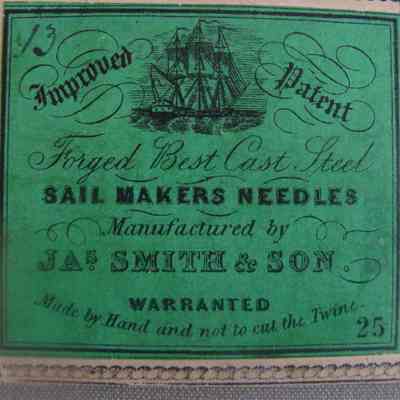 13
Improved Patent
Forged Best Cast Steel
SAIL MAKERS NEEDLES
Manufactured by
JAS SMITH & SON.
WARRANTED
Made by Hand and not to cut the Twine.
25